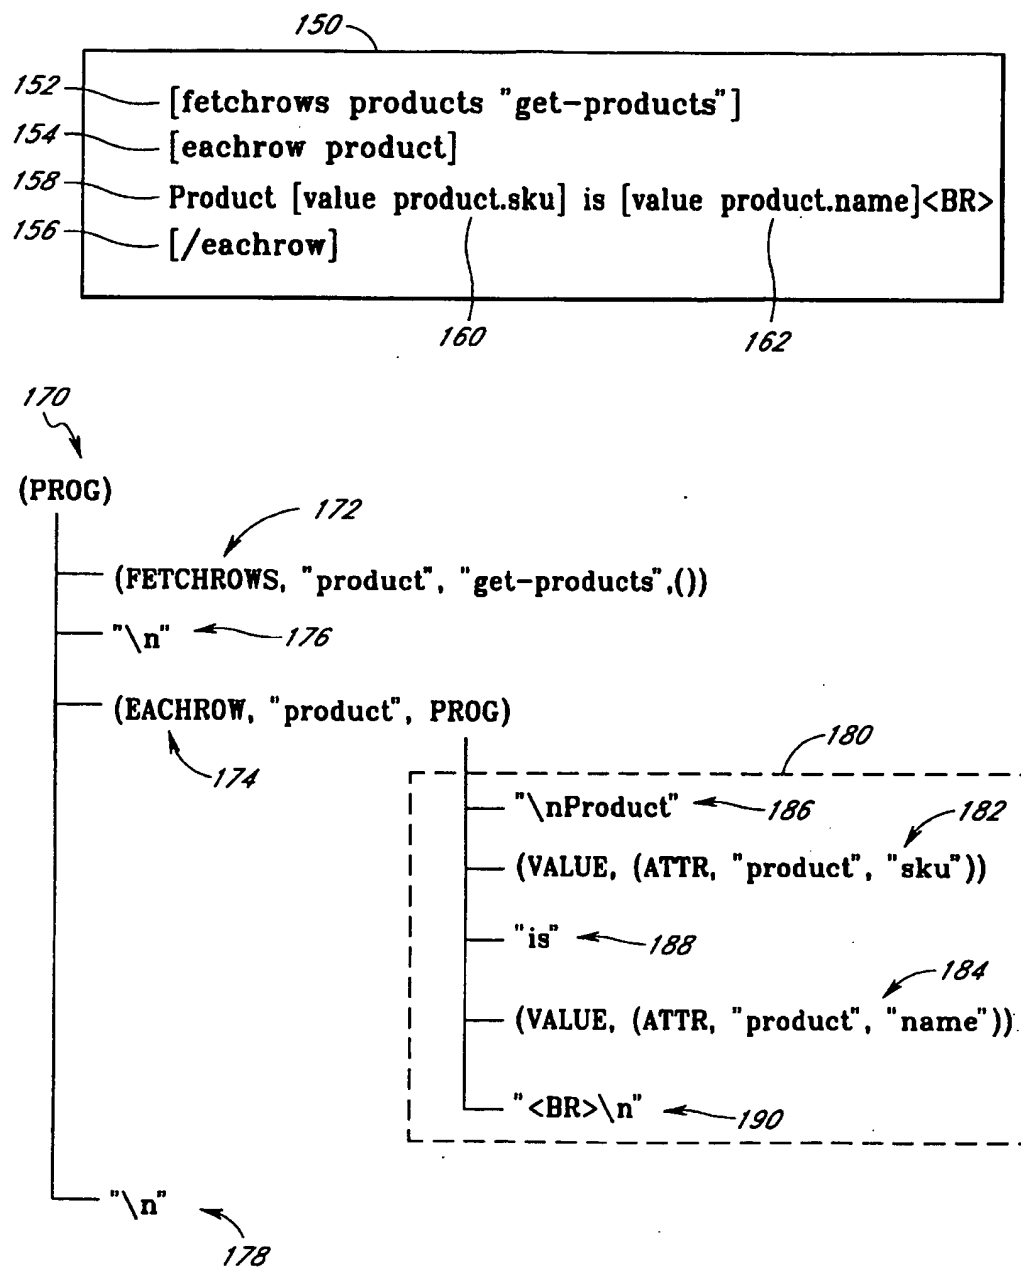 150
152 [fetchrows products "get-products"]
154 [eachrow product]
158 Product [value product.sku] is [value product.name]<BR>
156 [/eachrow]
160 162
170
(PROG)
172
(FETCHROWS, "product", "get-products",())
"\n" 176
(EACHROW, "product", PROG)
174
180
"\nProduct" 186 182
(VALUE, (ATTR, "product", "sku"))
"is" 188
184
(VALUE, (ATTR, "product", "name"))
"<BR>\n" 190
"\n"
178